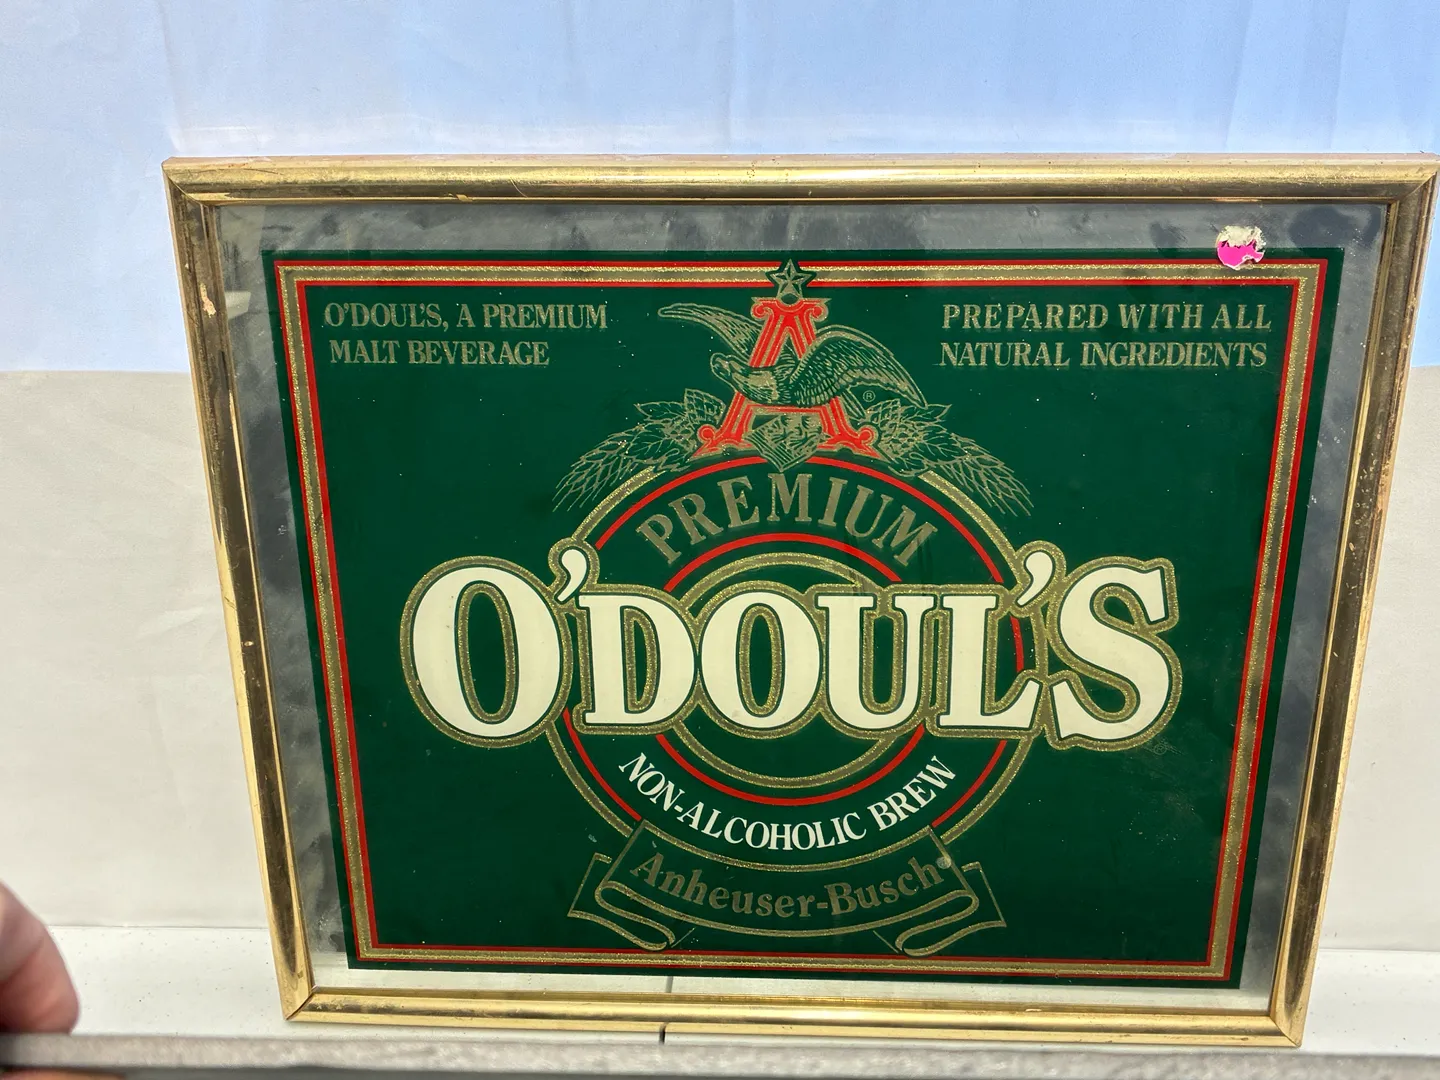 O'DOUL'S, A PREMIUM
MALT BEVERAGE
PREPARED WITH ALL
NATURAL INGREDIENTS
A
®
PREMIUM
O'DOUL'S
®
NON-ALCOHOLIC BREW
Anheuser-Busch®